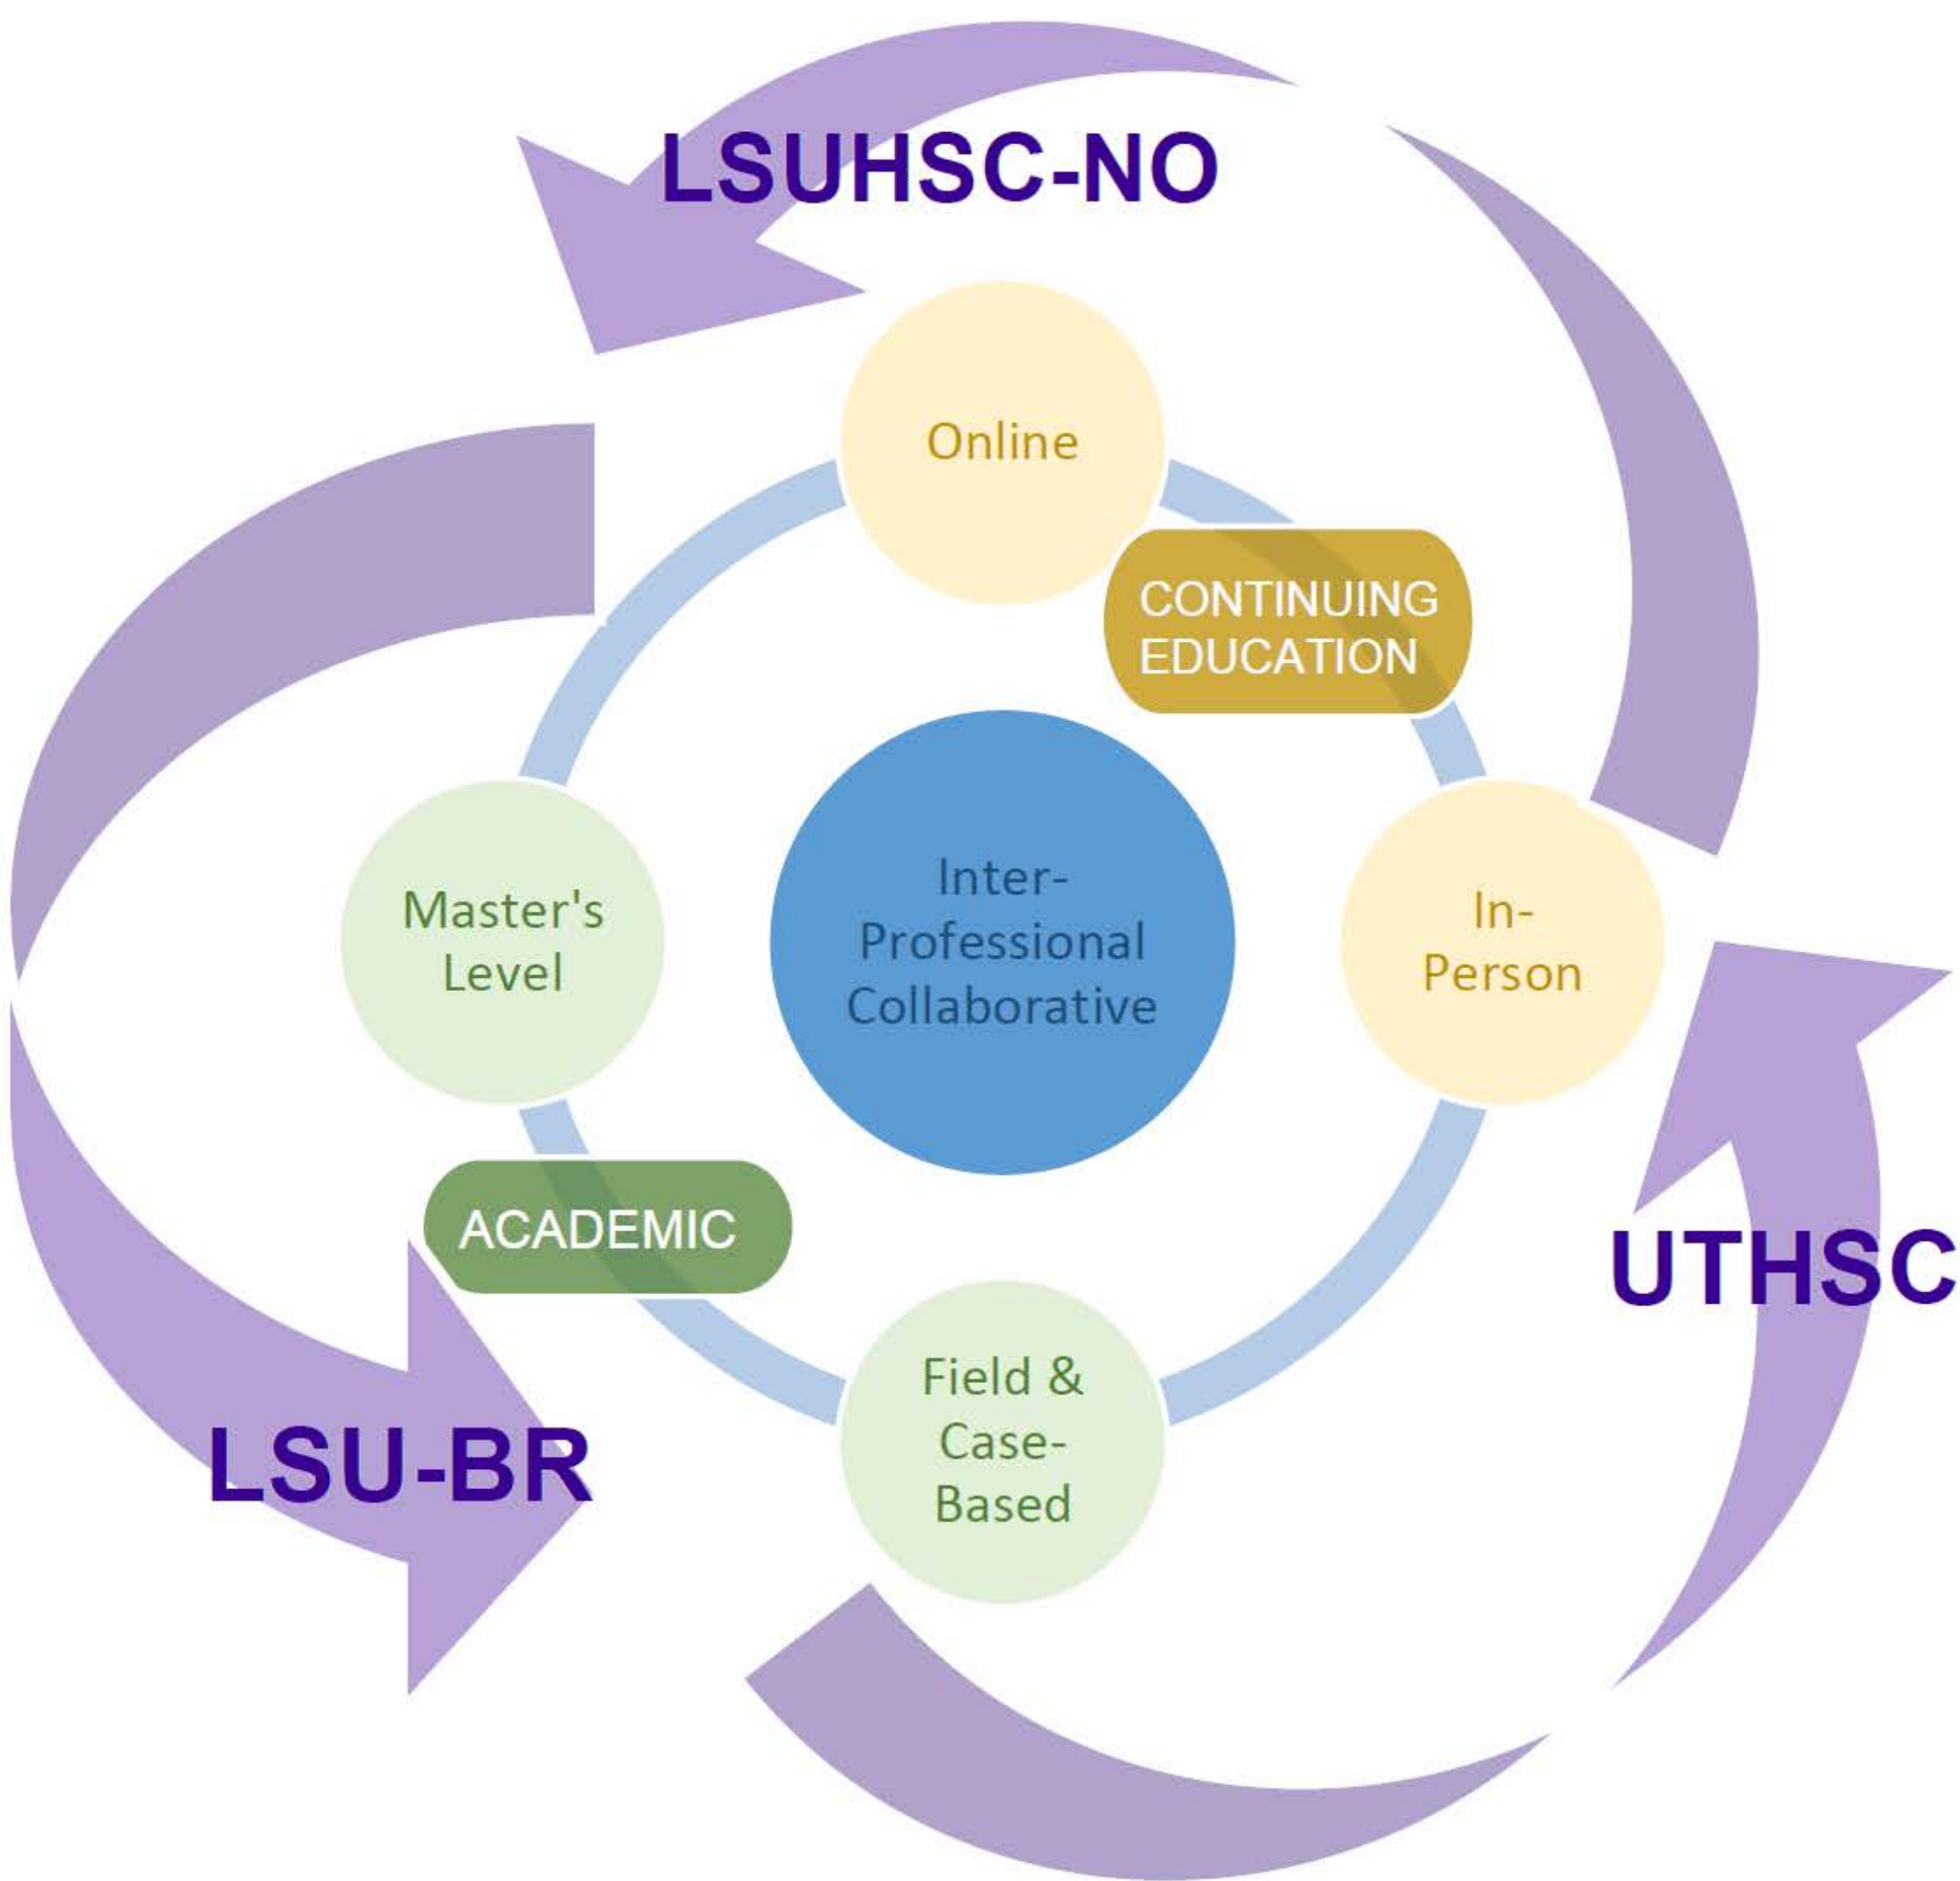 LSUHSC-NO
Online
CONTINUING
EDUCATION
Inter-
Professional
Collaborative
Master's
Level
In-
Person
ACADEMIC
UTHSC
Field &
Case-
Based
LSU-BR